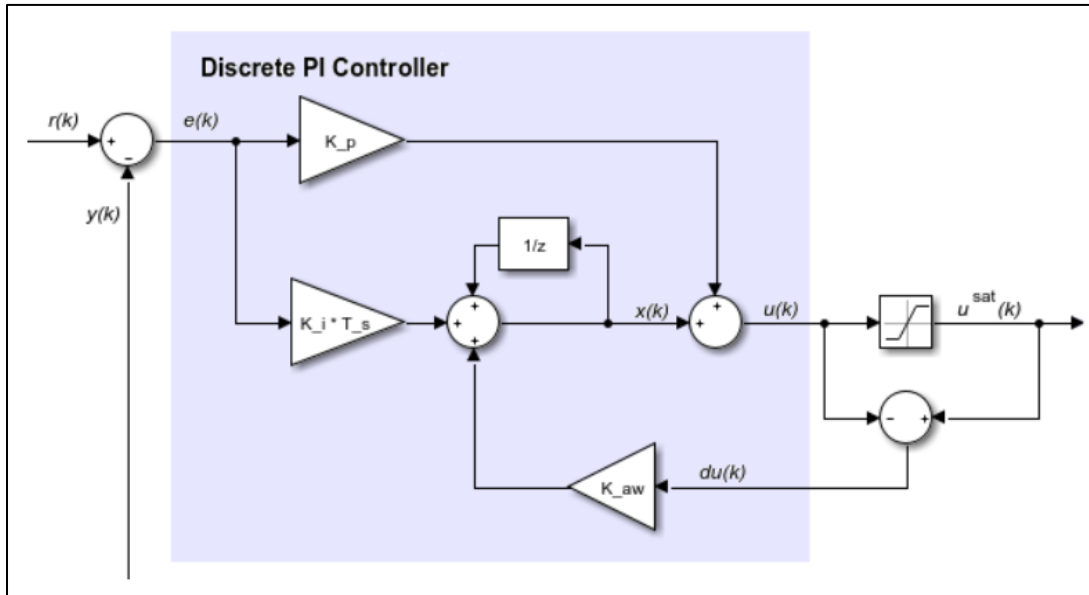 Discrete PI Controller
r(k)
+
-
e(k)
K_p
y(k)
1/z
K_i * T_s
+
+
+
x(k)
+
+
u(k)
u^sat(k)
-
+
K_aw
du(k)